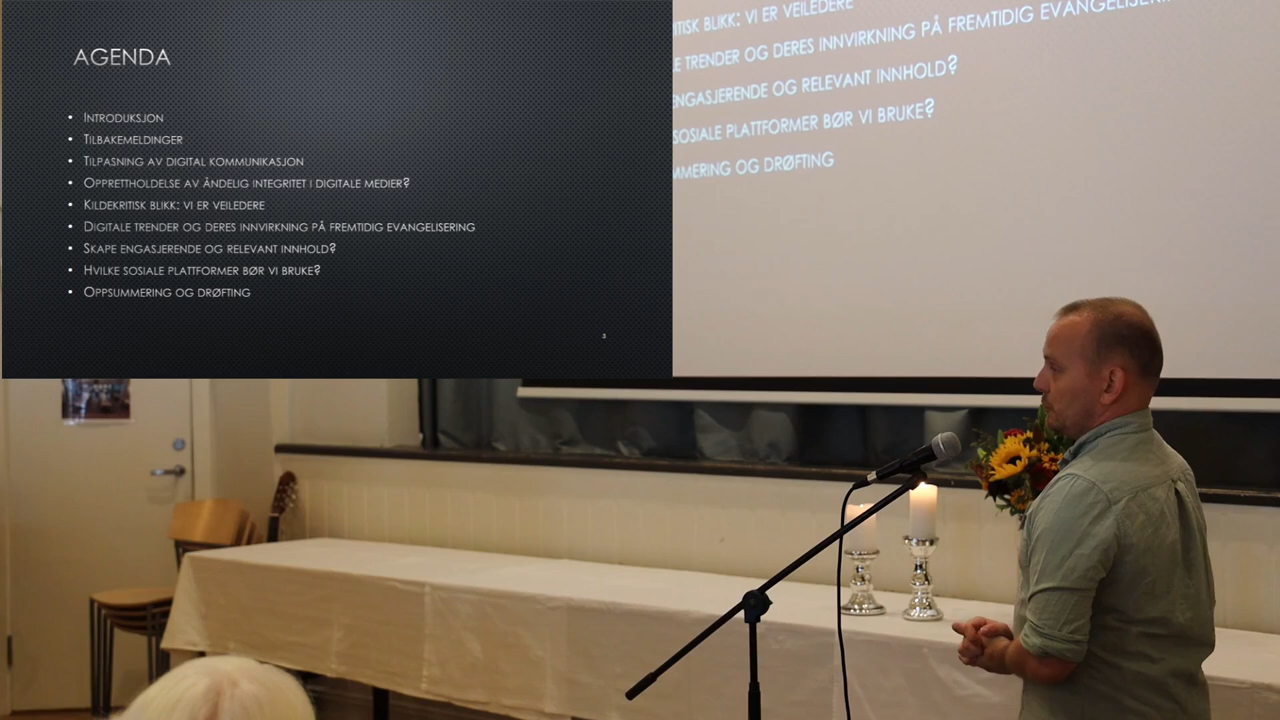 AGENDA
• INTRODUKSJON
• TILBAKEMELDINGER
• TILPASNING AV DIGITAL KOMMUNIKASJON
• OPPRETTHOLDELSE AV ÅNDELIG INTEGRITET I DIGITALE MEDIER?
• KILDEKRITISK BLIKK: VI ER VEILEDERE
• DIGITALE TRENDER OG DERES INNVIRKNING PÅ FREMTIDIG EVANGELISERING
• SKAPE ENGASJERENDE OG RELEVANT INNHOLD?
• HVILKE SOSIALE PLATTFORMER BØR VI BRUKE?
• OPPSUMMERING OG DRØFTING
3
ITISK BLIKK: VI ER VEILEDERE
E TRENDER OG DERES INNVIRKNING PÅ FREMTIDIG EVANGELISERIN
ENGASJERENDE OG RELEVANT INNHOLD?
SOSIALE PLATTFORMER BØR VI BRUKE?
MMERING OG DRØFTING